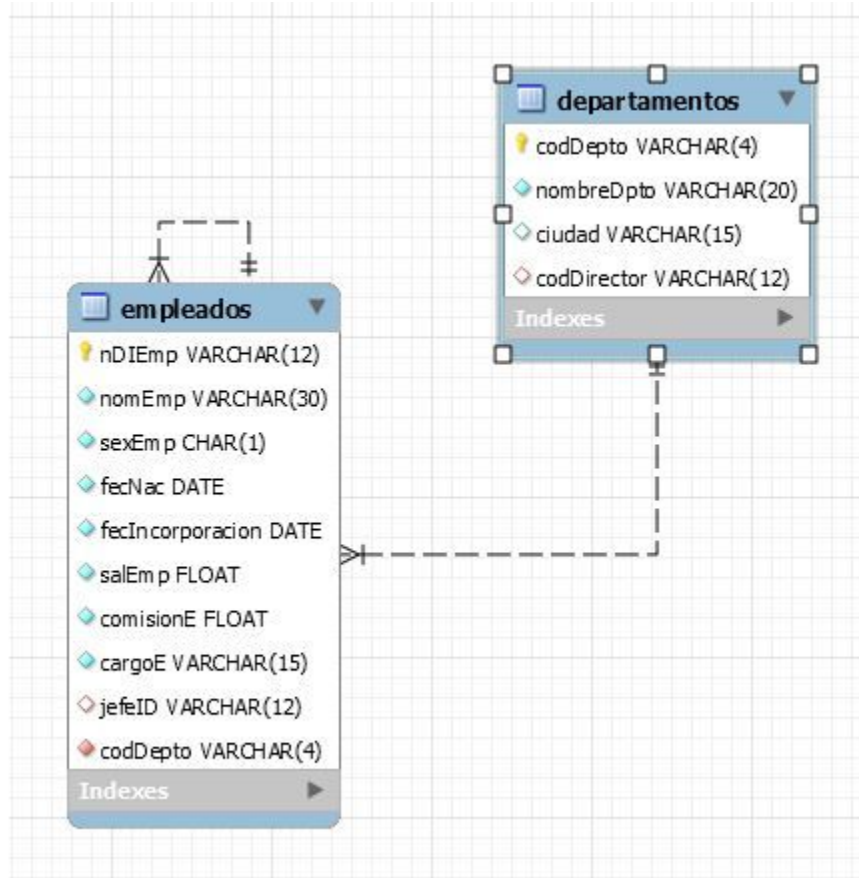 departamentos
codDepto VARCHAR(4)
nombreDpto VARCHAR(20)
ciudad VARCHAR(15)
codDirector VARCHAR(12)
Indexes
empleados
nDIEmp VARCHAR(12)
nomEmp VARCHAR(30)
sexEmp CHAR(1)
fecNac DATE
fecIncorporacion DATE
salEmp FLOAT
comisionE FLOAT
cargoE VARCHAR(15)
jefeID VARCHAR(12)
codDepto VARCHAR(4)
Indexes